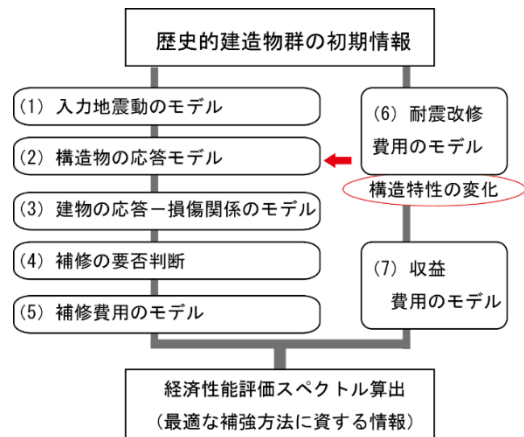 歴史的建造物群の初期情報
(1) 入力地震動のモデル
(2) 構造物の応答モデル
(3) 建物の応答－損傷関係のモデル
(4) 補修の要否判断
(5) 補修費用のモデル
(6) 耐震改修
費用のモデル
構造特性の変化
(7) 収益
費用のモデル
経済性能評価スペクトル算出
(最適な補強方法に資する情報)